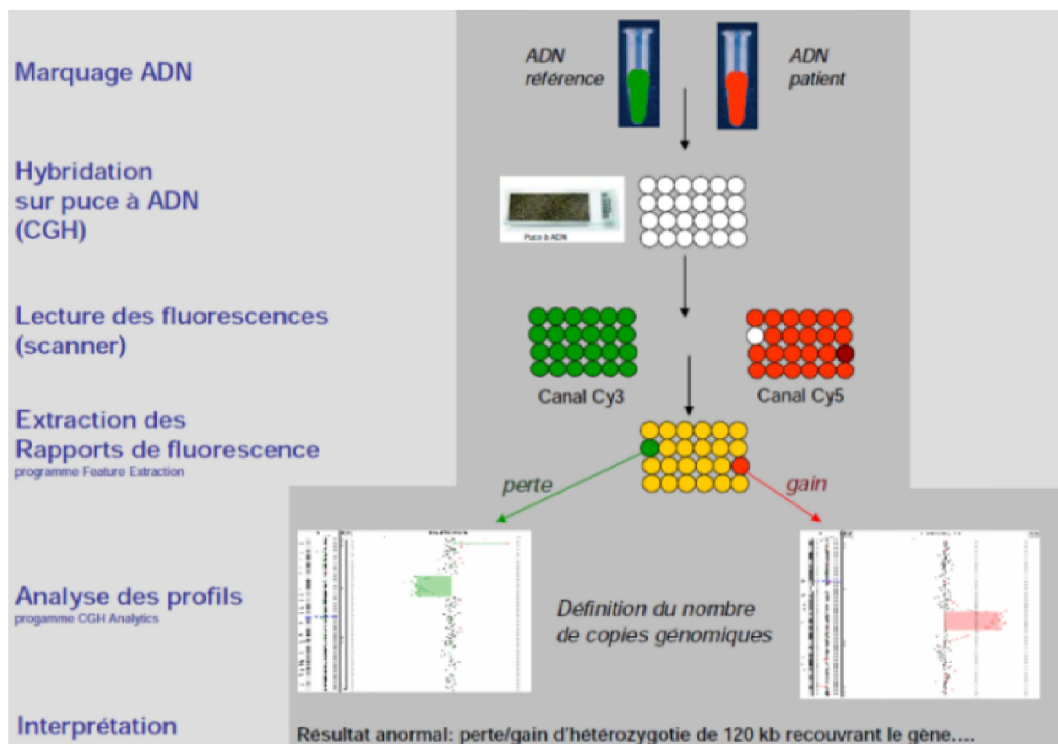 Marquage ADN
ADN
référence
ADN
patient
Hybridation
sur puce à ADN
(CGH)
Puce à ADN
Lecture des fluorescences
(scanner)
Canal Cy3
Canal Cy5
Extraction des
Rapports de fluorescence
programme Feature Extraction
perte
gain
Analyse des profils
progamme CGH Analytics
Définition du nombre
de copies génomiques
Interprétation
Résultat anormal: perte/gain d'hétérozygotie de 120 kb recouvrant le gène....